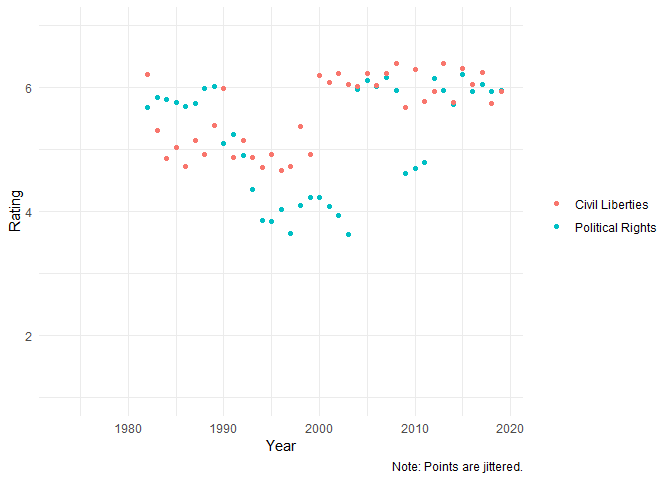 6
4
2
Rating
1980 1990 2000 2010 2020
Year
Civil Liberties
Political Rights
Note: Points are jittered.